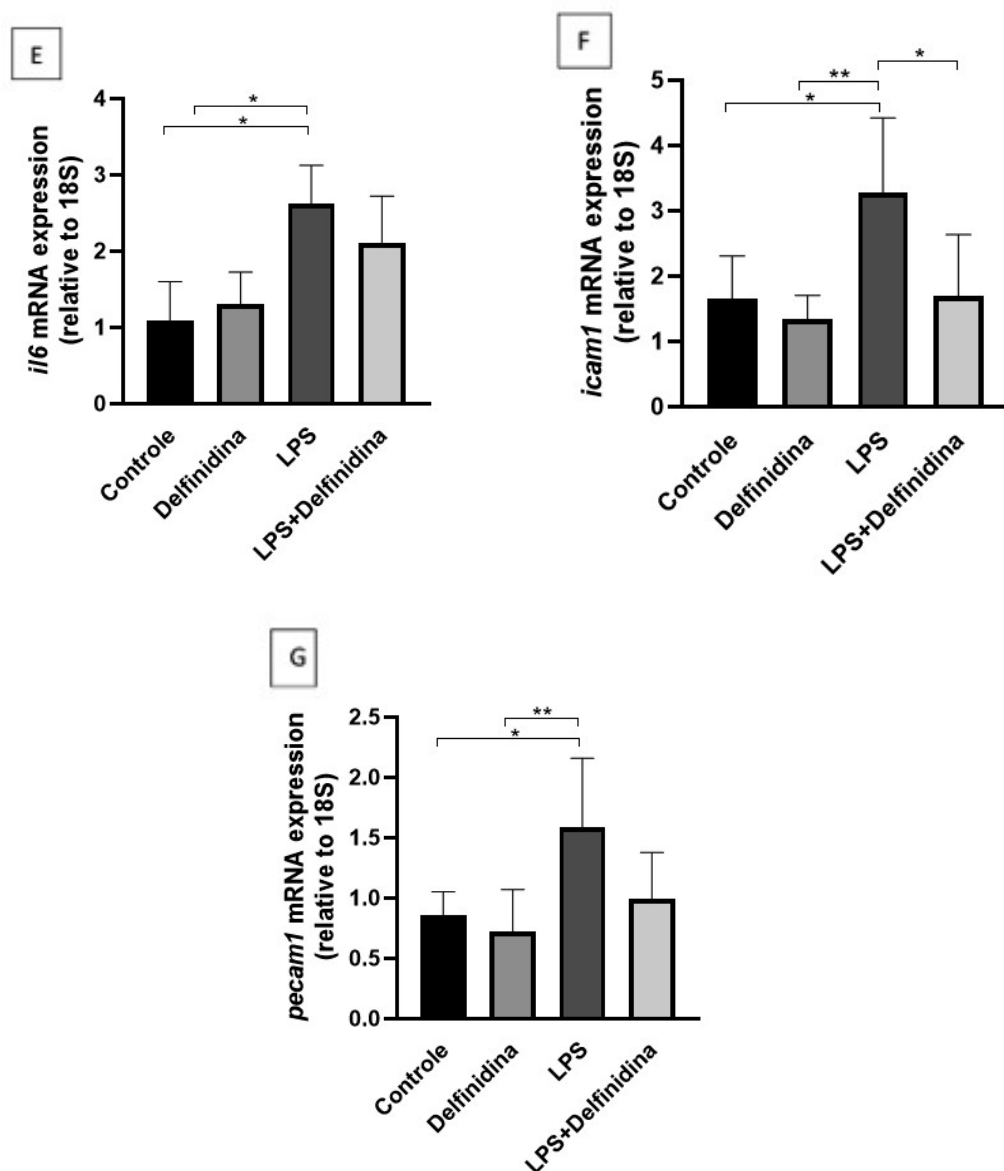 E
il6 mRNA expression
(relative to 18S)
4
3
2
1
0
*
*
Controle
Delfinidina
LPS
LPS+Delfinidina
F
icam1 mRNA expression
(relative to 18S)
5
4
3
2
1
0
*
**
*
Controle
Delfinidina
LPS
LPS+Delfinidina
G
pecam1 mRNA expression
(relative to 18S)
2.5
2.0
1.5
1.0
0.5
0.0
**
*
Controle
Delfinidina
LPS
LPS+Delfinidina